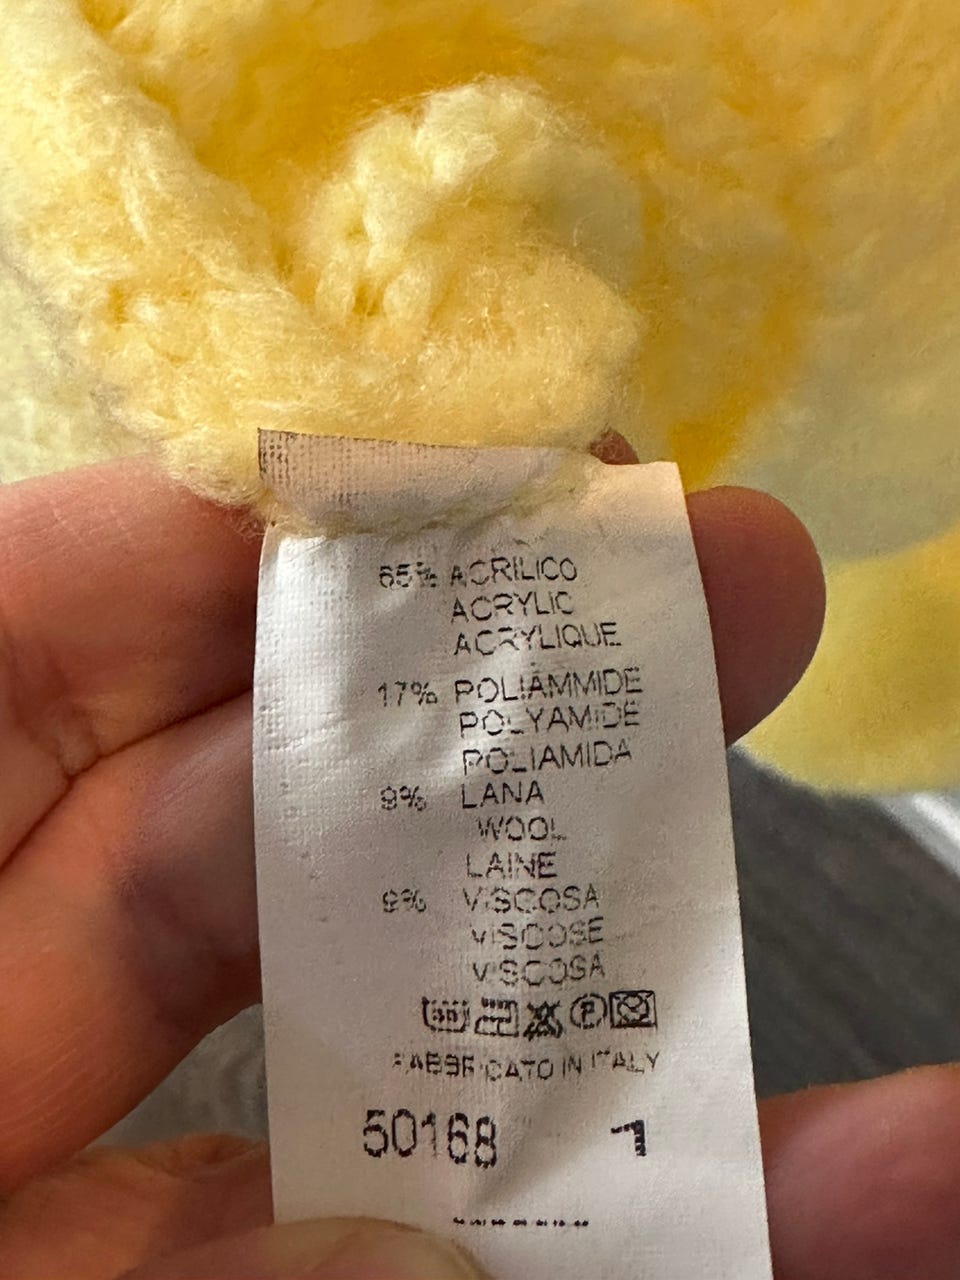 65% ACRILICO
ACRYLIC
ACRYLIQUE
17% POLIAMMIDE
POLYAMIDE
POLIAMIDA
9% LANA
WOOL
LAINE
9% VISCOSA
VISCOSE
VISCOSA
FABBRICATO IN ITALY
50168